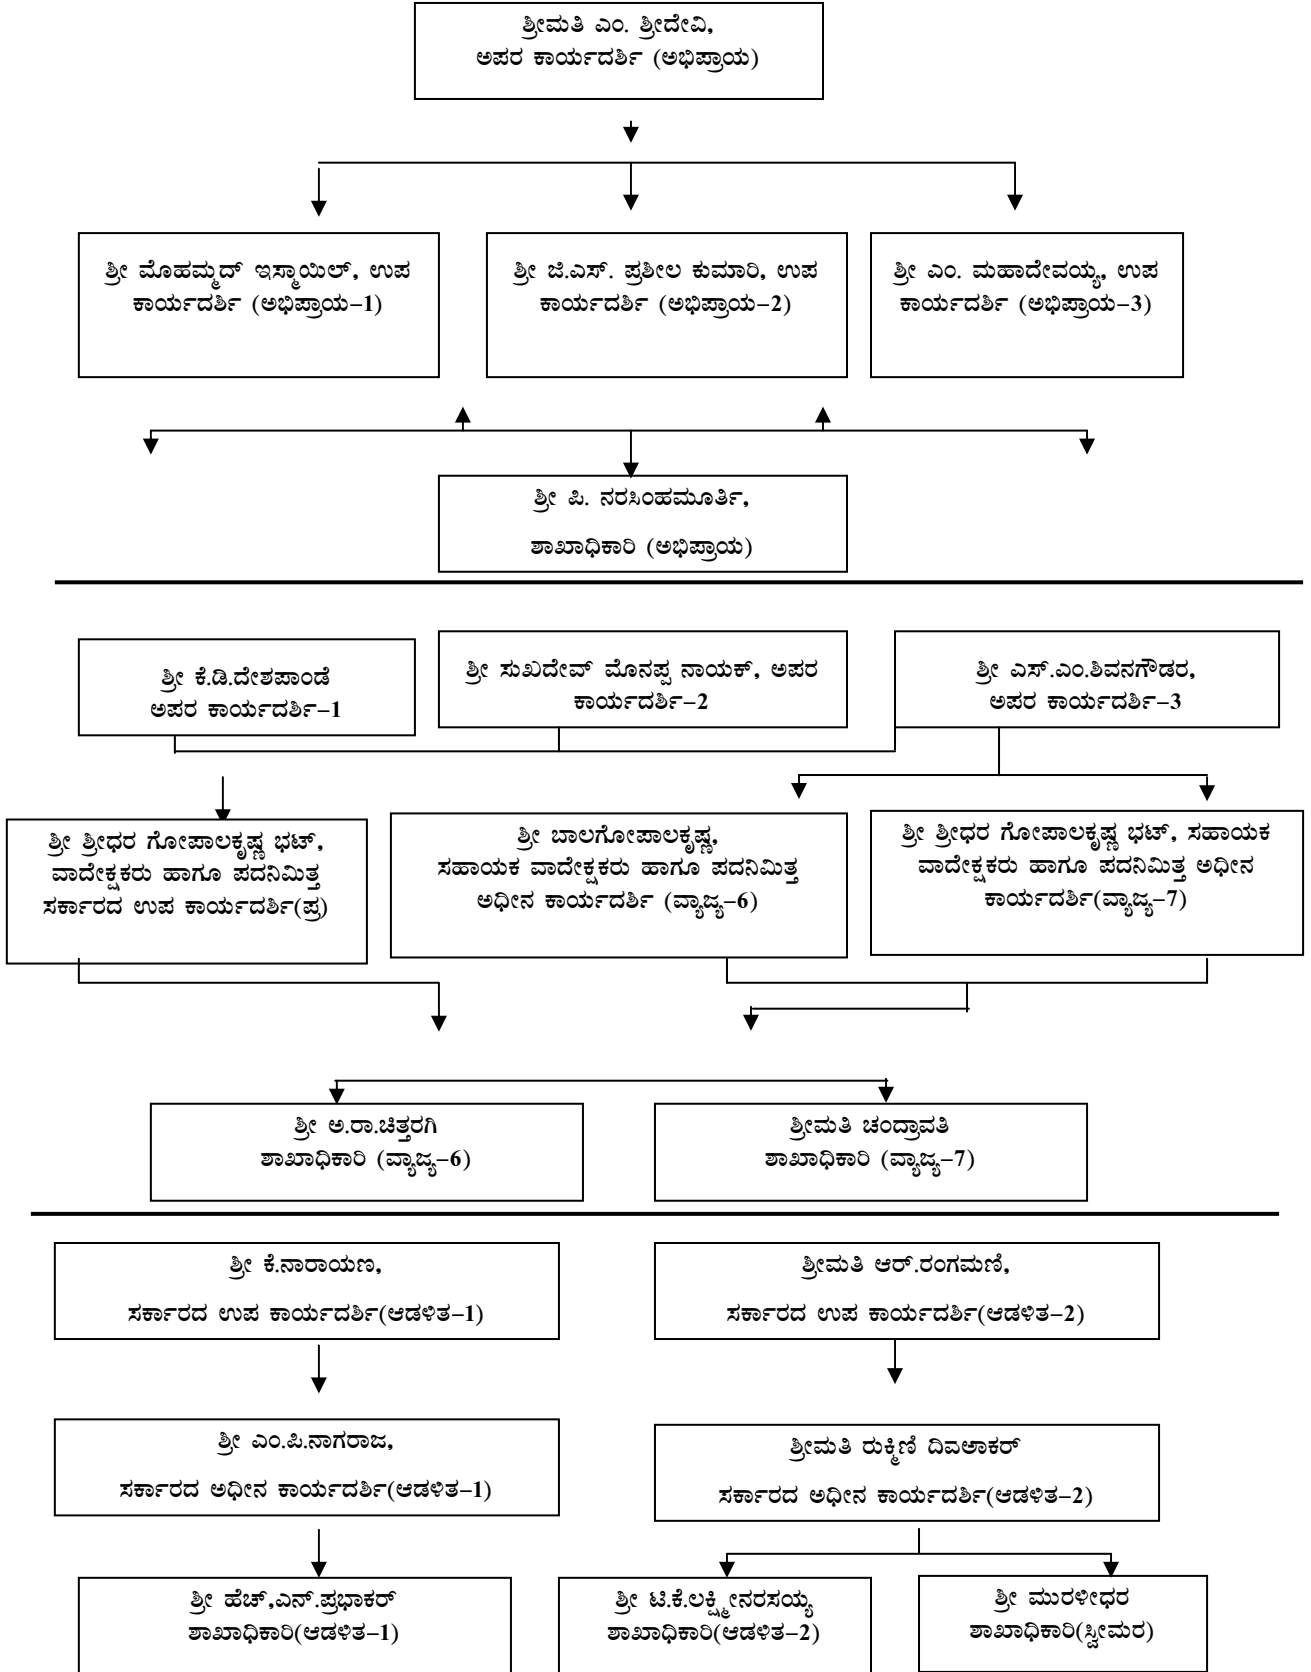 ಶ್ರೀಮತಿ ಎಂ. ಶ್ರೀದೇವಿ,
ಅಪರ ಕಾರ್ಯದರ್ಶಿ (ಅಭಿಪ್ರಾಯ)
ಶ್ರೀ ಮೊಹಮ್ಮದ್ ಇಸ್ಮಾಯಿಲ್, ಉಪ
ಕಾರ್ಯದರ್ಶಿ (ಅಭಿಪ್ರಾಯ–1)
ಶ್ರೀ ಜಿ.ಎಸ್. ಪ್ರಶೀಲ ಕುಮಾರಿ, ಉಪ
ಕಾರ್ಯದರ್ಶಿ (ಅಭಿಪ್ರಾಯ–2)
ಶ್ರೀ ಎಂ. ಮಹಾದೇವಯ್ಯ, ಉಪ
ಕಾರ್ಯದರ್ಶಿ (ಅಭಿಪ್ರಾಯ–3)
ಶ್ರೀ ಪಿ. ನರಸಿಂಹಮೂರ್ತಿ,
ಶಾಖಾಧಿಕಾರಿ (ಅಭಿಪ್ರಾಯ)
ಶ್ರೀ ಕೆ.ಡಿ.ದೇಶಪಾಂಡೆ
ಅಪರ ಕಾರ್ಯದರ್ಶಿ–1
ಶ್ರೀ ಸುಖದೇವ್ ಮೊನಪ್ಪ ನಾಯಕ್, ಅಪರ
ಕಾರ್ಯದರ್ಶಿ–2
ಶ್ರೀ ಎಸ್.ಎಂ.ಶಿವನಗೌಡರ,
ಅಪರ ಕಾರ್ಯದರ್ಶಿ–3
ಶ್ರೀ ಶ್ರೀಧರ ಗೋಪಾಲಕೃಷ್ಣ ಭಟ್,
ವಾದೇಕ್ಷಕರು ಹಾಗೂ ಪದನಿಮಿತ್ತ
ಸರ್ಕಾರದ ಉಪ ಕಾರ್ಯದರ್ಶಿ(ಪ್ರ)
ಶ್ರೀ ಬಾಲಗೋಪಾಲಕೃಷ್ಣ,
ಸಹಾಯಕ ವಾದೇಕ್ಷಕರು ಹಾಗೂ ಪದನಿಮಿತ್ತ
ಅಧೀನ ಕಾರ್ಯದರ್ಶಿ (ವ್ಯಾಜ್ಯ–6)
ಶ್ರೀ ಶ್ರೀಧರ ಗೋಪಾಲಕೃಷ್ಣ ಭಟ್, ಸಹಾಯಕ
ವಾದೇಕ್ಷಕರು ಹಾಗೂ ಪದನಿಮಿತ್ತ ಅಧೀನ
ಕಾರ್ಯದರ್ಶಿ(ವ್ಯಾಜ್ಯ–7)
ಶ್ರೀ ಅ.ರಾ.ಚಿತ್ತರಗಿ
ಶಾಖಾಧಿಕಾರಿ (ವ್ಯಾಜ್ಯ–6)
ಶ್ರೀಮತಿ ಚಂದ್ರಾವತಿ
ಶಾಖಾಧಿಕಾರಿ (ವ್ಯಾಜ್ಯ–7)
ಶ್ರೀ ಕೆ.ನಾರಾಯಣ,
ಸರ್ಕಾರದ ಉಪ ಕಾರ್ಯದರ್ಶಿ(ಆಡಳಿತ–1)
ಶ್ರೀಮತಿ ಆರ್.ರಂಗಮಣಿ,
ಸರ್ಕಾರದ ಉಪ ಕಾರ್ಯದರ್ಶಿ(ಆಡಳಿತ–2)
ಶ್ರೀ ಎಂ.ಪಿ.ನಾಗರಾಜ,
ಸರ್ಕಾರದ ಅಧೀನ ಕಾರ್ಯದರ್ಶಿ(ಆಡಳಿತ–1)
ಶ್ರೀಮತಿ ರುಕ್ಮಿಣಿ
ಸರ್ಕಾರದ ಅಧೀನ ಕಾರ್ಯದರ್ಶಿ(ಆಡಳಿತ–2)
ಶ್ರೀ ಹೆಚ್,ಎನ್.ಪ್ರಭಾಕರ್
ಶಾಖಾಧಿಕಾರಿ(ಆಡಳಿತ–1)
ಶ್ರೀ ಟಿ.ಕೆ.ಲಕ್ಷ್ಮೀನರಸಯ್ಯ
ಶಾಖಾಧಿಕಾರಿ(ಆಡಳಿತ–2)
ಶ್ರೀ ಮುರಳೀಧರ
ಶಾಖಾಧಿಕಾರಿ(ಸ್ವೀಮರ)